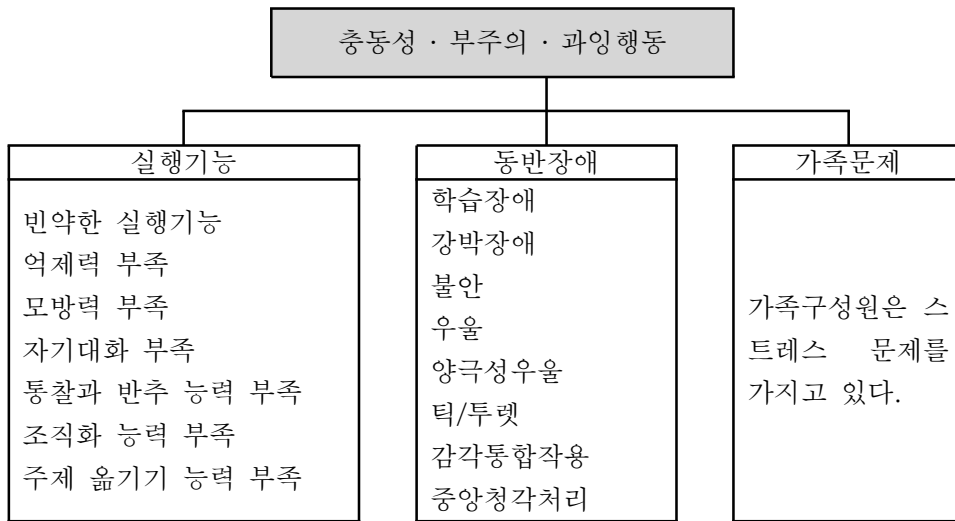 충동성 · 부주의 · 과잉행동
실행기능
빈약한 실행기능
억제력 부족
모방력 부족
자기대화 부족
통찰과 반추 능력 부족
조직화 능력 부족
주제 옮기기 능력 부족
동반장애
학습장애
강박장애
불안
우울
양극성우울
틱/투렛
감각통합작용
중앙청각처리
가족문제
가족구성원은 스
트레스 문제를
가지고 있다.